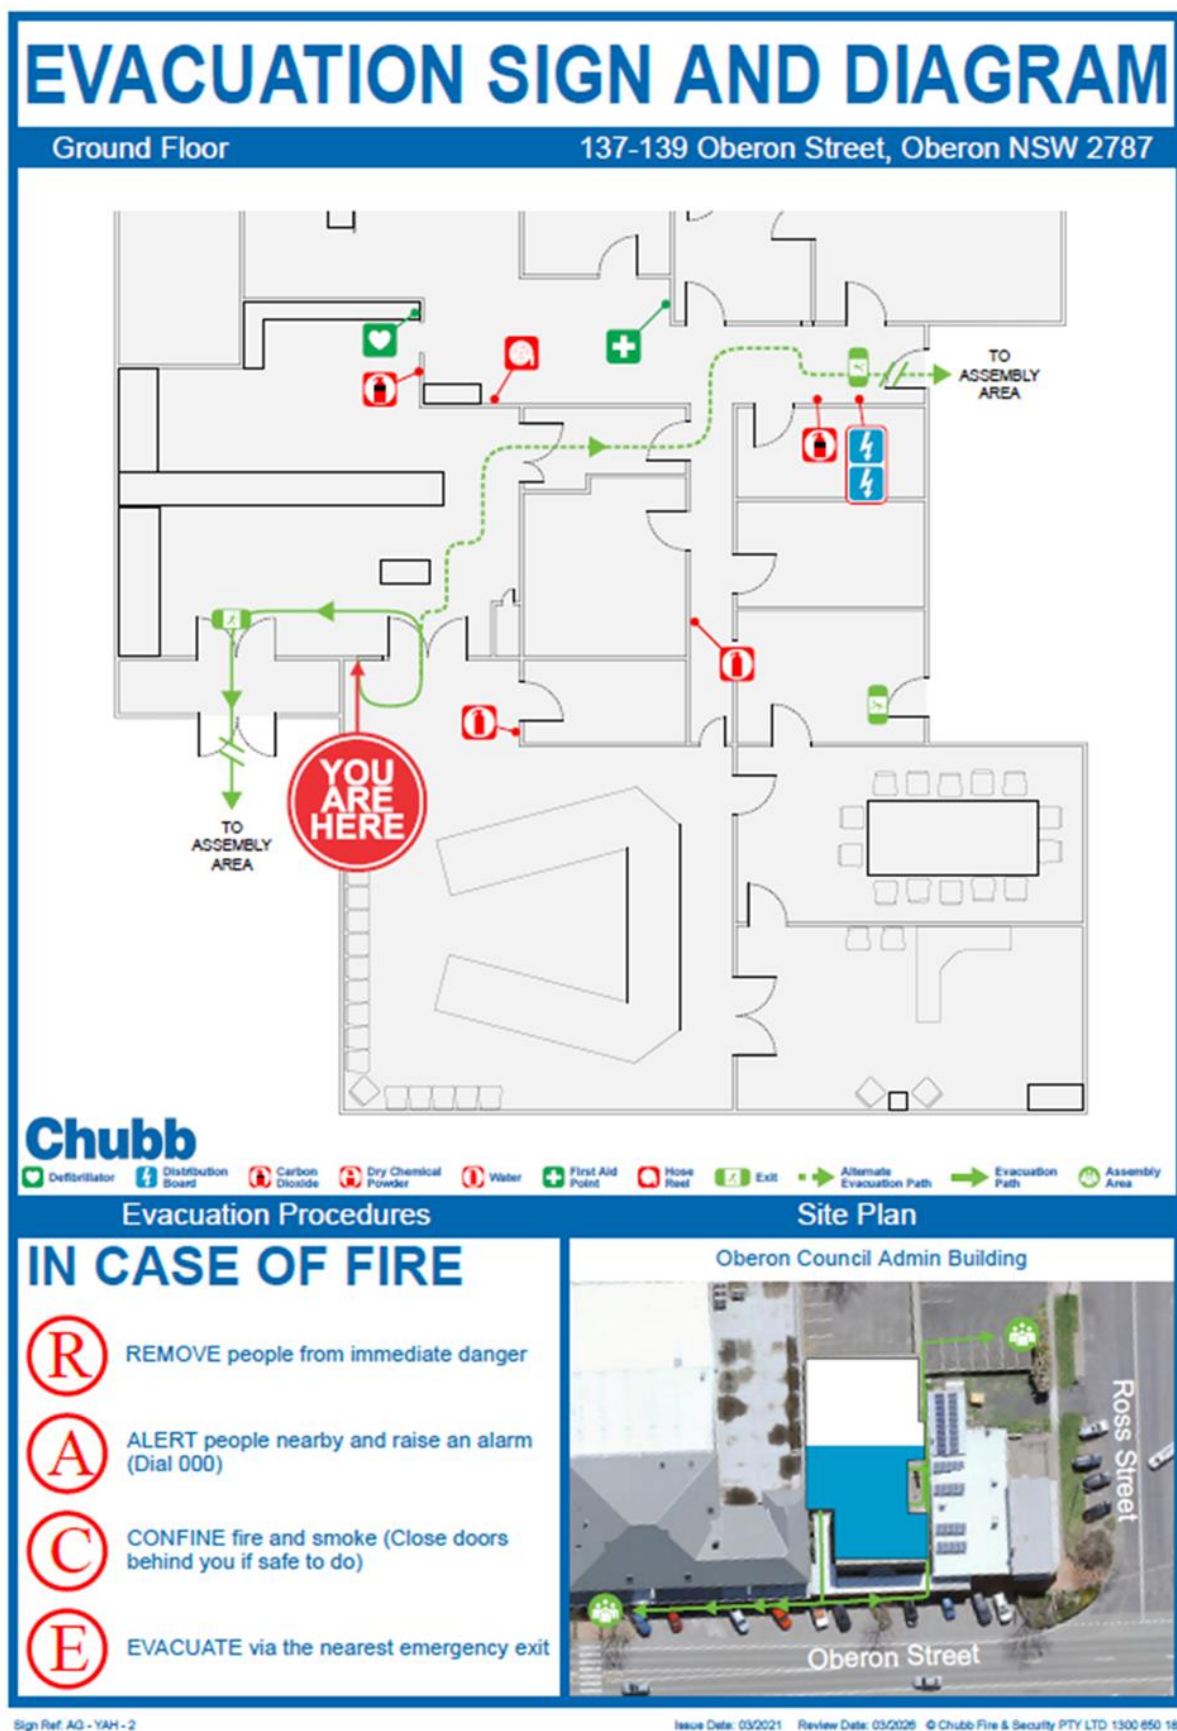 EVACUATION SIGN AND DIAGRAM
Ground Floor
137-139 Oberon Street, Oberon NSW 2787
TO
ASSEMBLY
AREA
YOU
ARE
HERE
TO
ASSEMBLY
AREA
Chubb
Defibrillator
Distribution
Board
Carbon
Dioxide
Dry Chemical
Powder
Water
First Aid
Point
Hose
Reel
Exit
Alternate
Evacuation Path
Evacuation
Path
Assembly
Area
Evacuation Procedures
IN CASE OF FIRE
R
REMOVE people from immediate danger
A
ALERT people nearby and raise an alarm
(Dial 000)
C
CONFINE fire and smoke (Close doors
behind you if safe to do)
E
EVACUATE via the nearest emergency exit
Site Plan
Oberon Council Admin Building
Ross Street
Oberon Street
Sign Ref: AG - YAH - 2
Issue Date: 03/2021
Review Date: 03/2026
© Chubb Fire & Security PTY LTD 1300 650 18